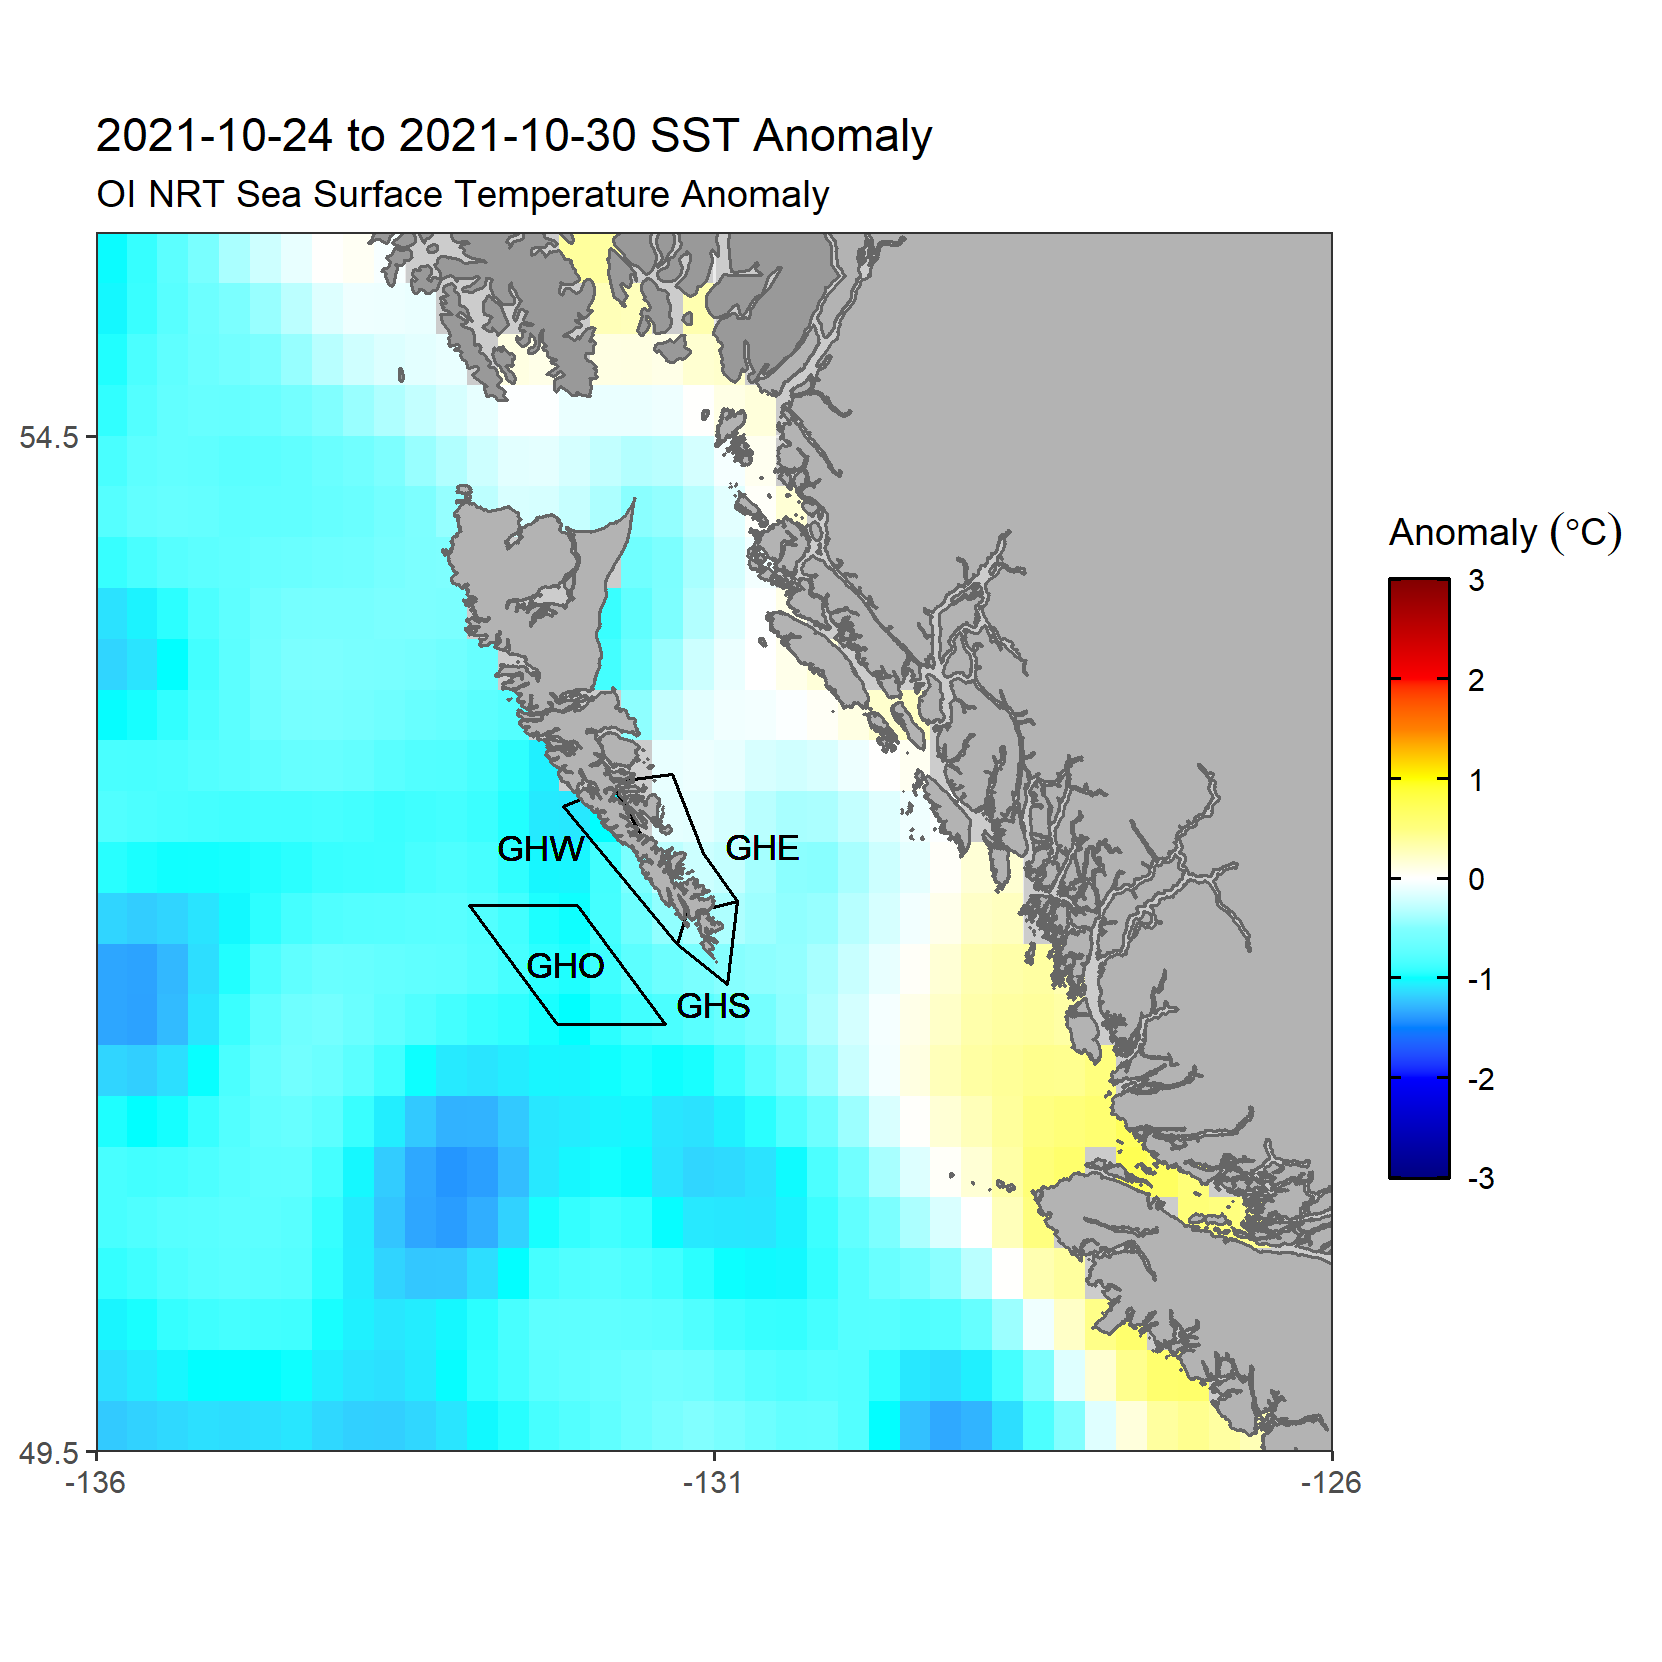 2021-10-24 to 2021-10-30 SST Anomaly
OI NRT Sea Surface Temperature Anomaly
54.5
49.5
-136
-131
-126
GHW
GHE
GHO
GHS
Anomaly (°C)
3
2
1
0
-1
-2
-3